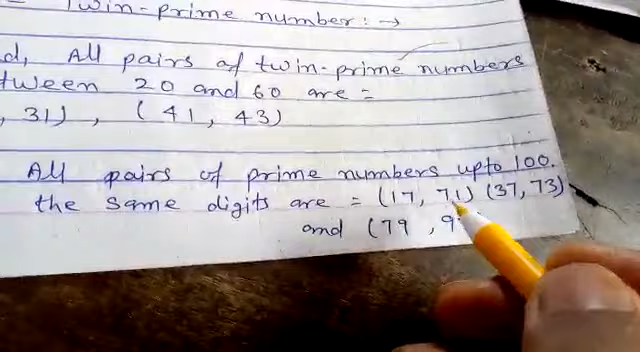 Twin-prime number: →
d, All pairs of twin-prime numbers
tween 20 and 60 are =
, 31) , ( 41 , 43)
All pairs of prime numbers upto 100.
the same digits are = (17, 71) (37, 73)
and (79 , 9